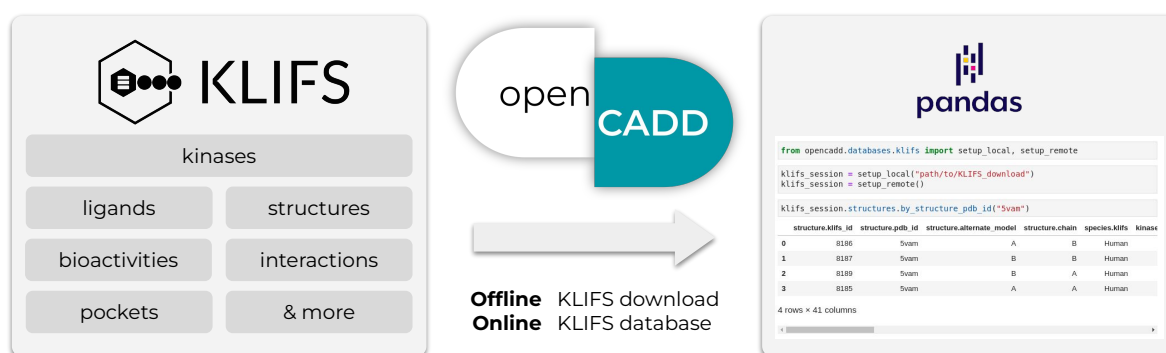 KLIFS
kinases
ligands
structures
bioactivities
interactions
pockets
& more
open
CADD
Offline KLIFS download
Online KLIFS database
pandas
from opencadd.databases.klifs import setup_local, setup_remote
klifs_session = setup_local("path/to/KLIFS_download")
klifs_session = setup_remote()
klifs_session.structures.by_structure_pdb_id("5vam")
structure.klifs_id structure.pdb_id structure.alternate_model structure.chain species.klifs kinase
0 8186 5vam A B Human
1 8187 5vam B B Human
2 8189 5vam B A Human
3 8185 5vam A A Human
4 rows × 41 columns